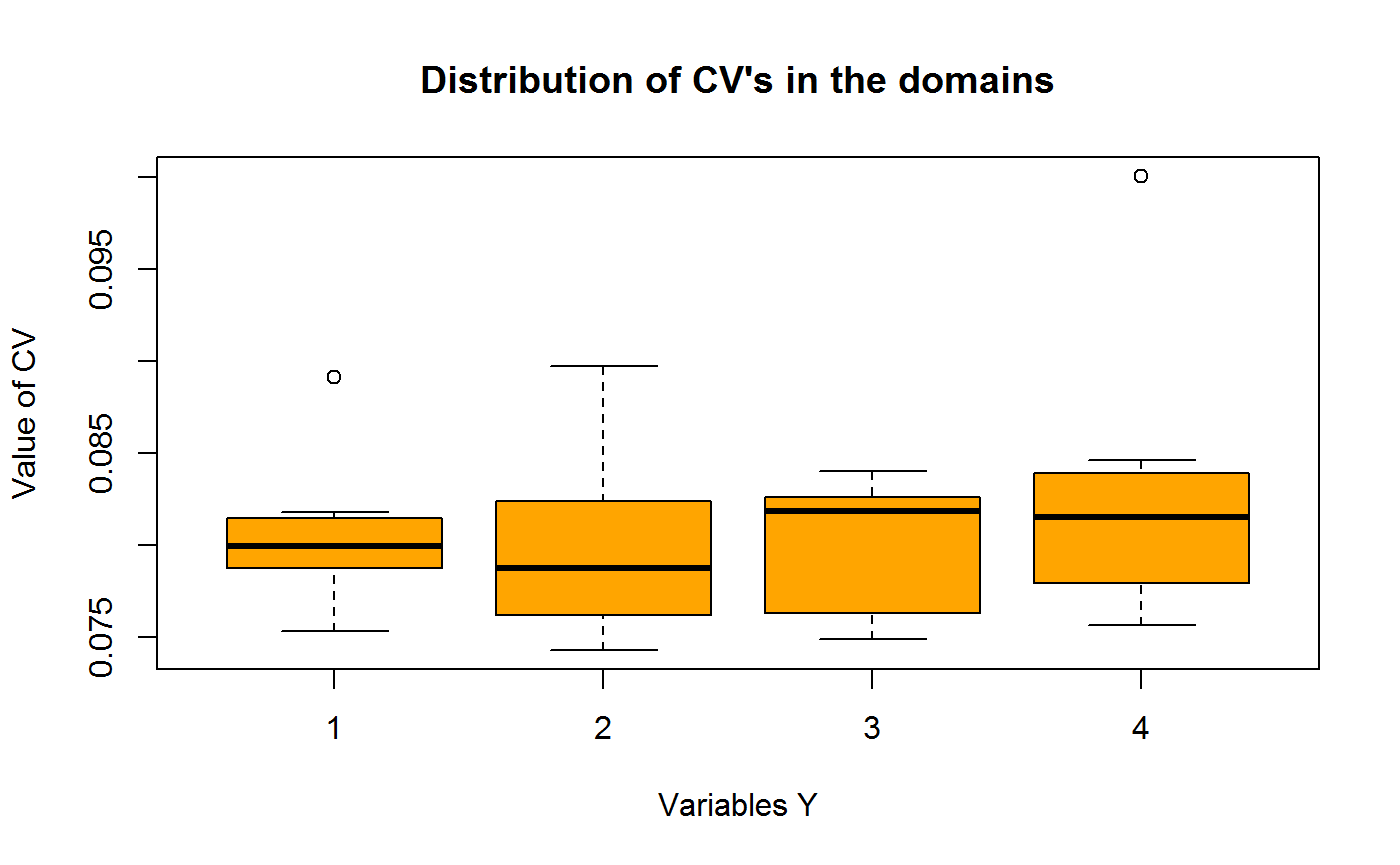 Distribution of CV's in the domains
Value of CV
0.095
0.085
0.075
1 2 3 4
Variables Y